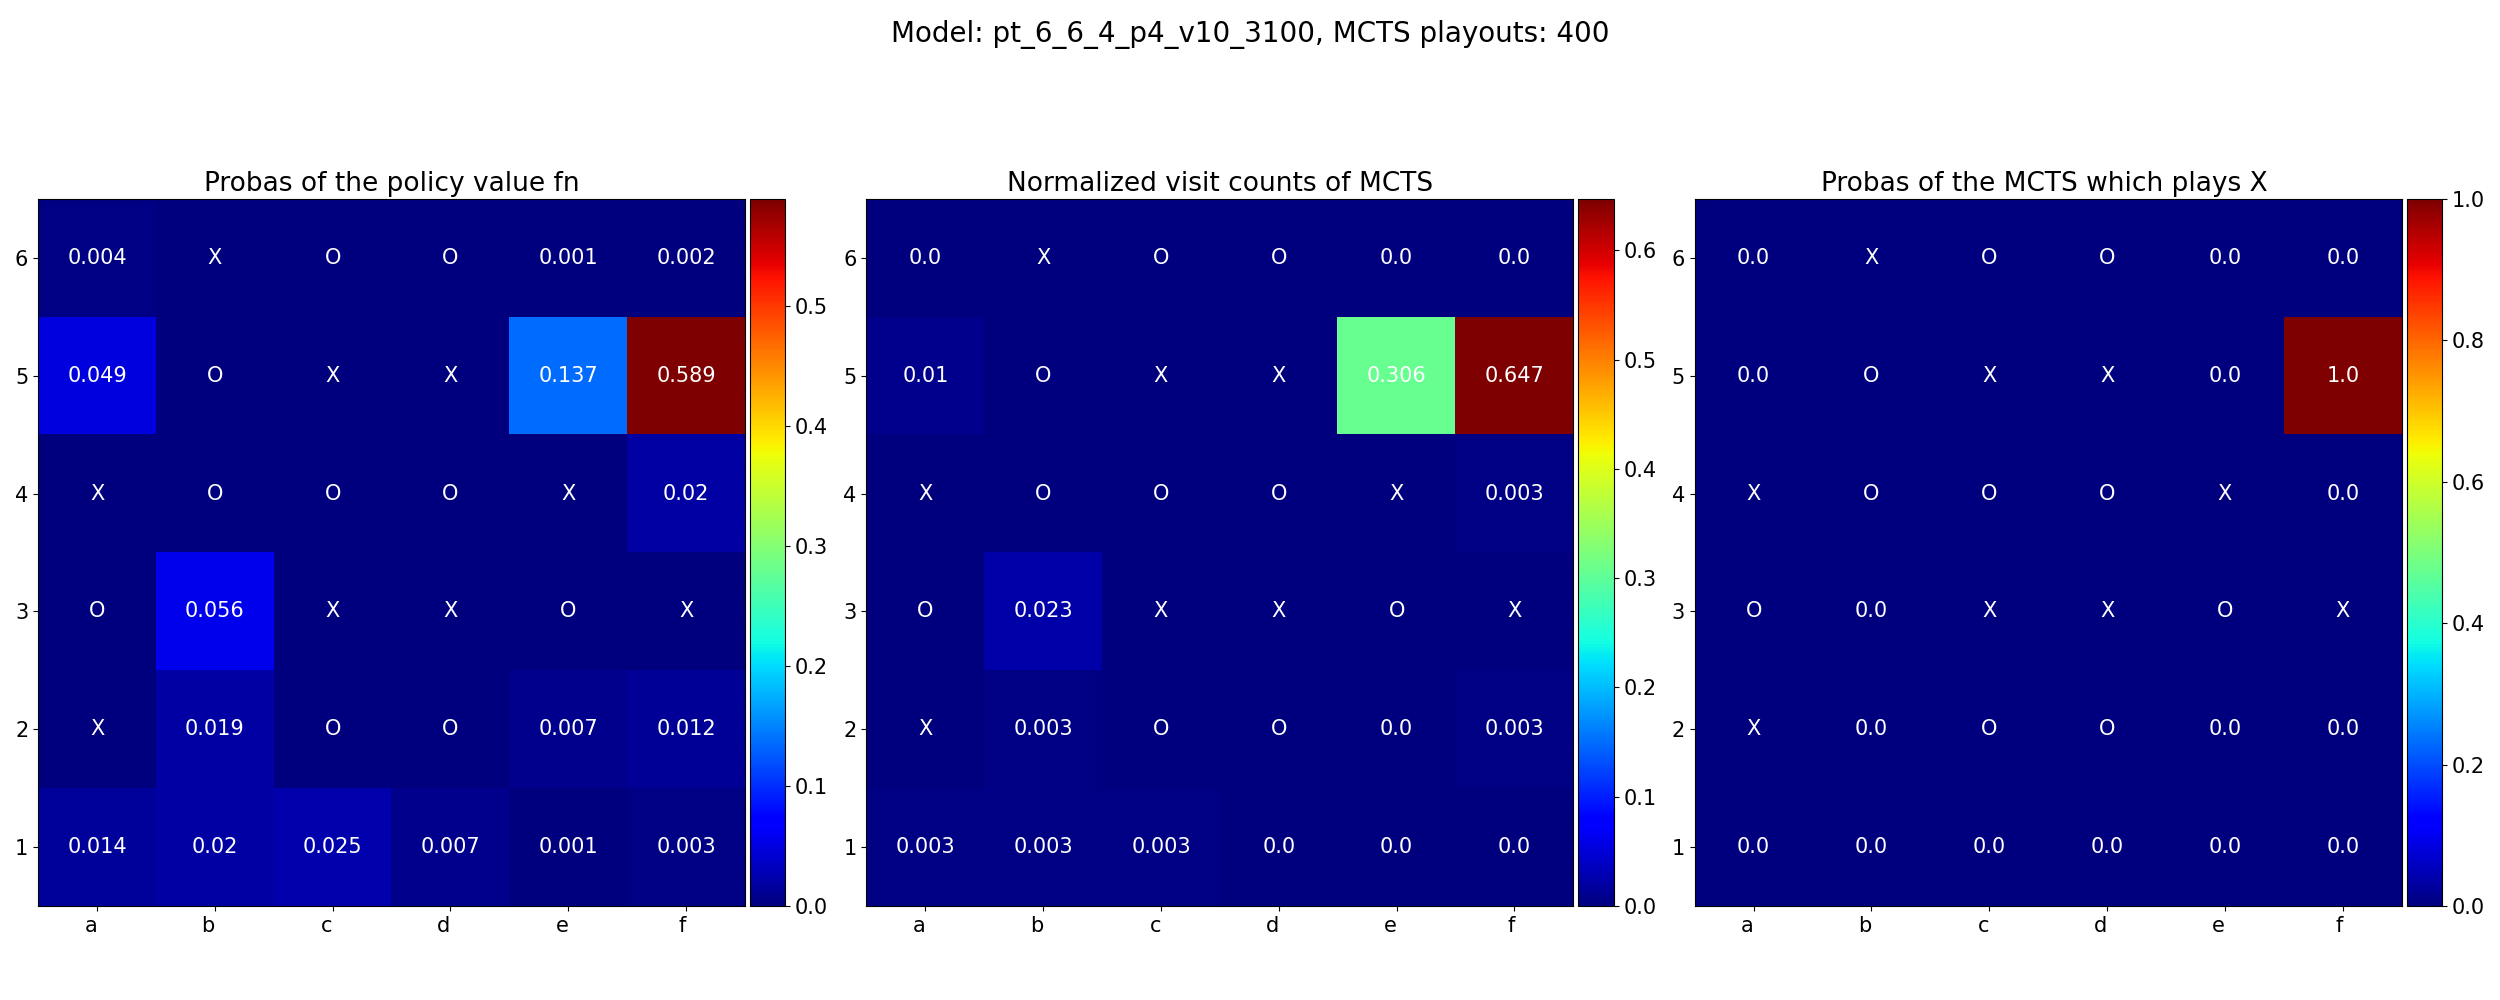 Model: pt_6_6_4_p4_v10_3100, MCTS playouts: 400
Probas of the policy value fn
6 0.004 X O O 0.001 0.002
5 0.049 O X X 0.137 0.589
4 X O O O X 0.02
3 O 0.056 X X O X
2 X 0.019 O O 0.007 0.012
1 0.014 0.02 0.025 0.007 0.001 0.003
a b c d e f
0.5
0.4
0.3
0.2
0.1
0.0
Normalized visit counts of MCTS
6 0.0 X O O 0.0 0.0
5 0.01 O X X 0.306 0.647
4 X O O O X 0.003
3 O 0.023 X X O X
2 X 0.003 O O 0.0 0.003
1 0.003 0.003 0.003 0.0 0.0 0.0
a b c d e f
0.6
0.5
0.4
0.3
0.2
0.1
0.0
Probas of the MCTS which plays X
6 0.0 X O O 0.0 0.0
5 0.0 O X X 0.0 1.0
4 X O O O X 0.0
3 O 0.0 X X O X
2 X 0.0 O O 0.0 0.0
1 0.0 0.0 0.0 0.0 0.0 0.0
a b c d e f
1.0
0.8
0.6
0.4
0.2
0.0